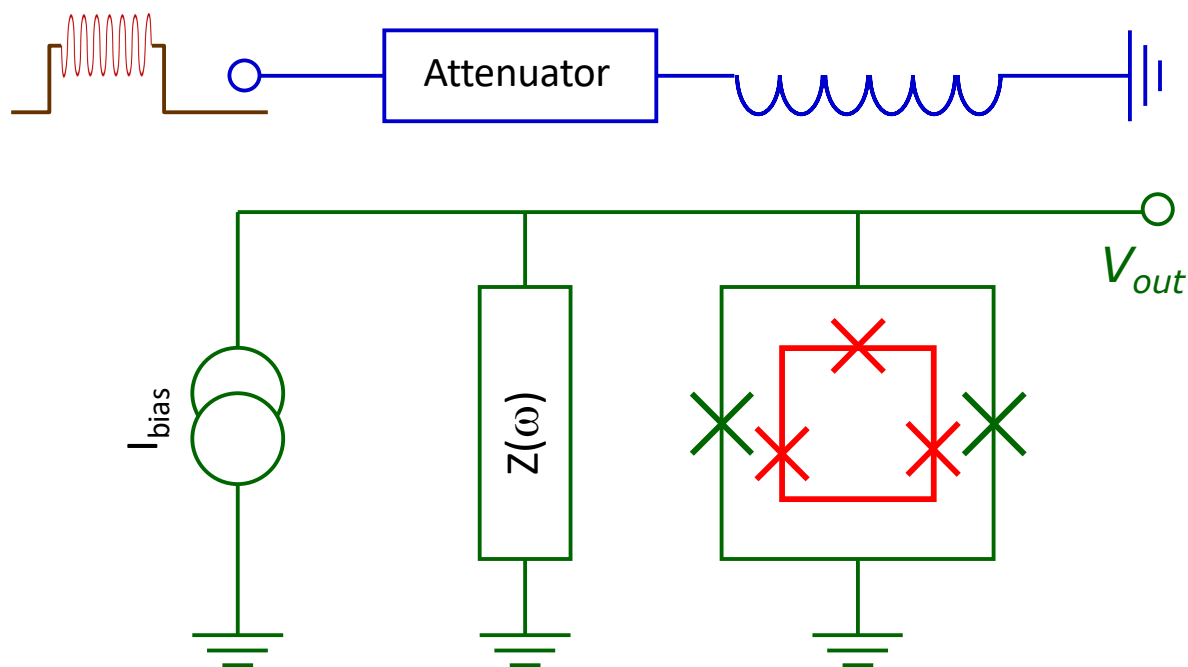 Attenuator
V_out
I_bias
Z(ω)